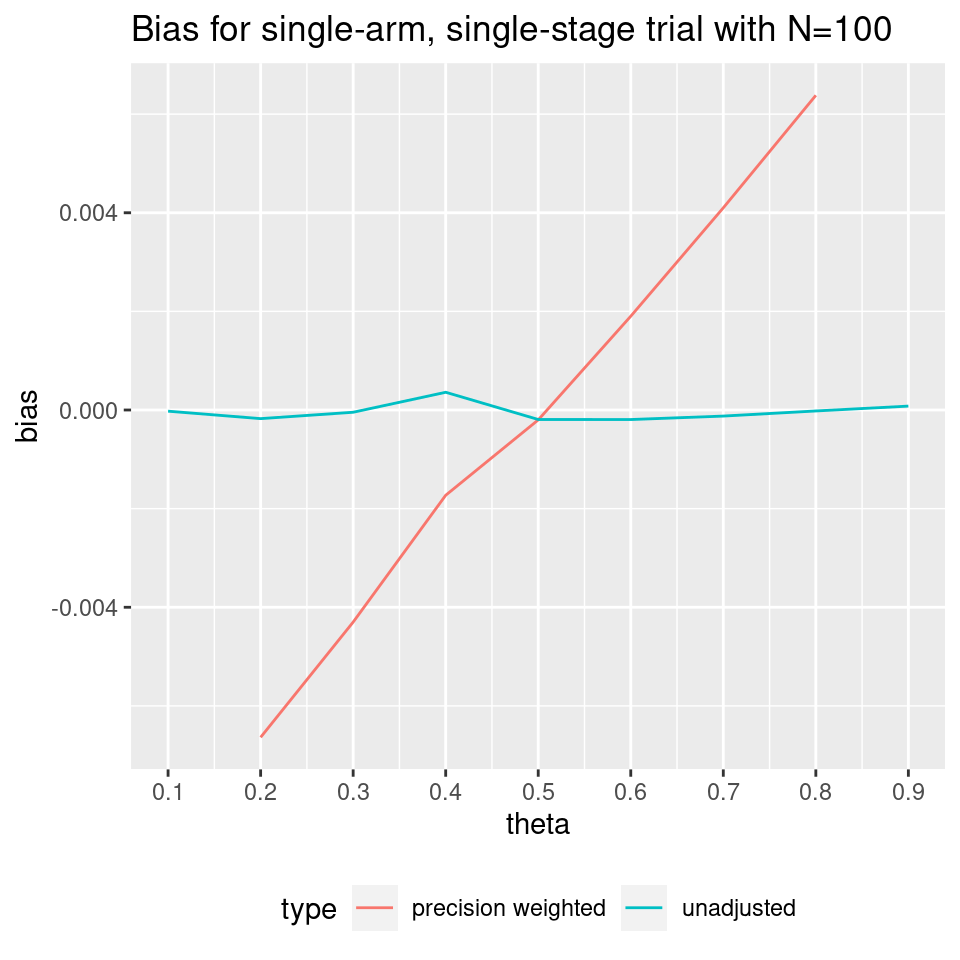 Bias for single-arm, single-stage trial with N=100
bias
0.004
0.000
-0.004
0.1 0.2 0.3 0.4 0.5 0.6 0.7 0.8 0.9
theta
type precision weighted unadjusted